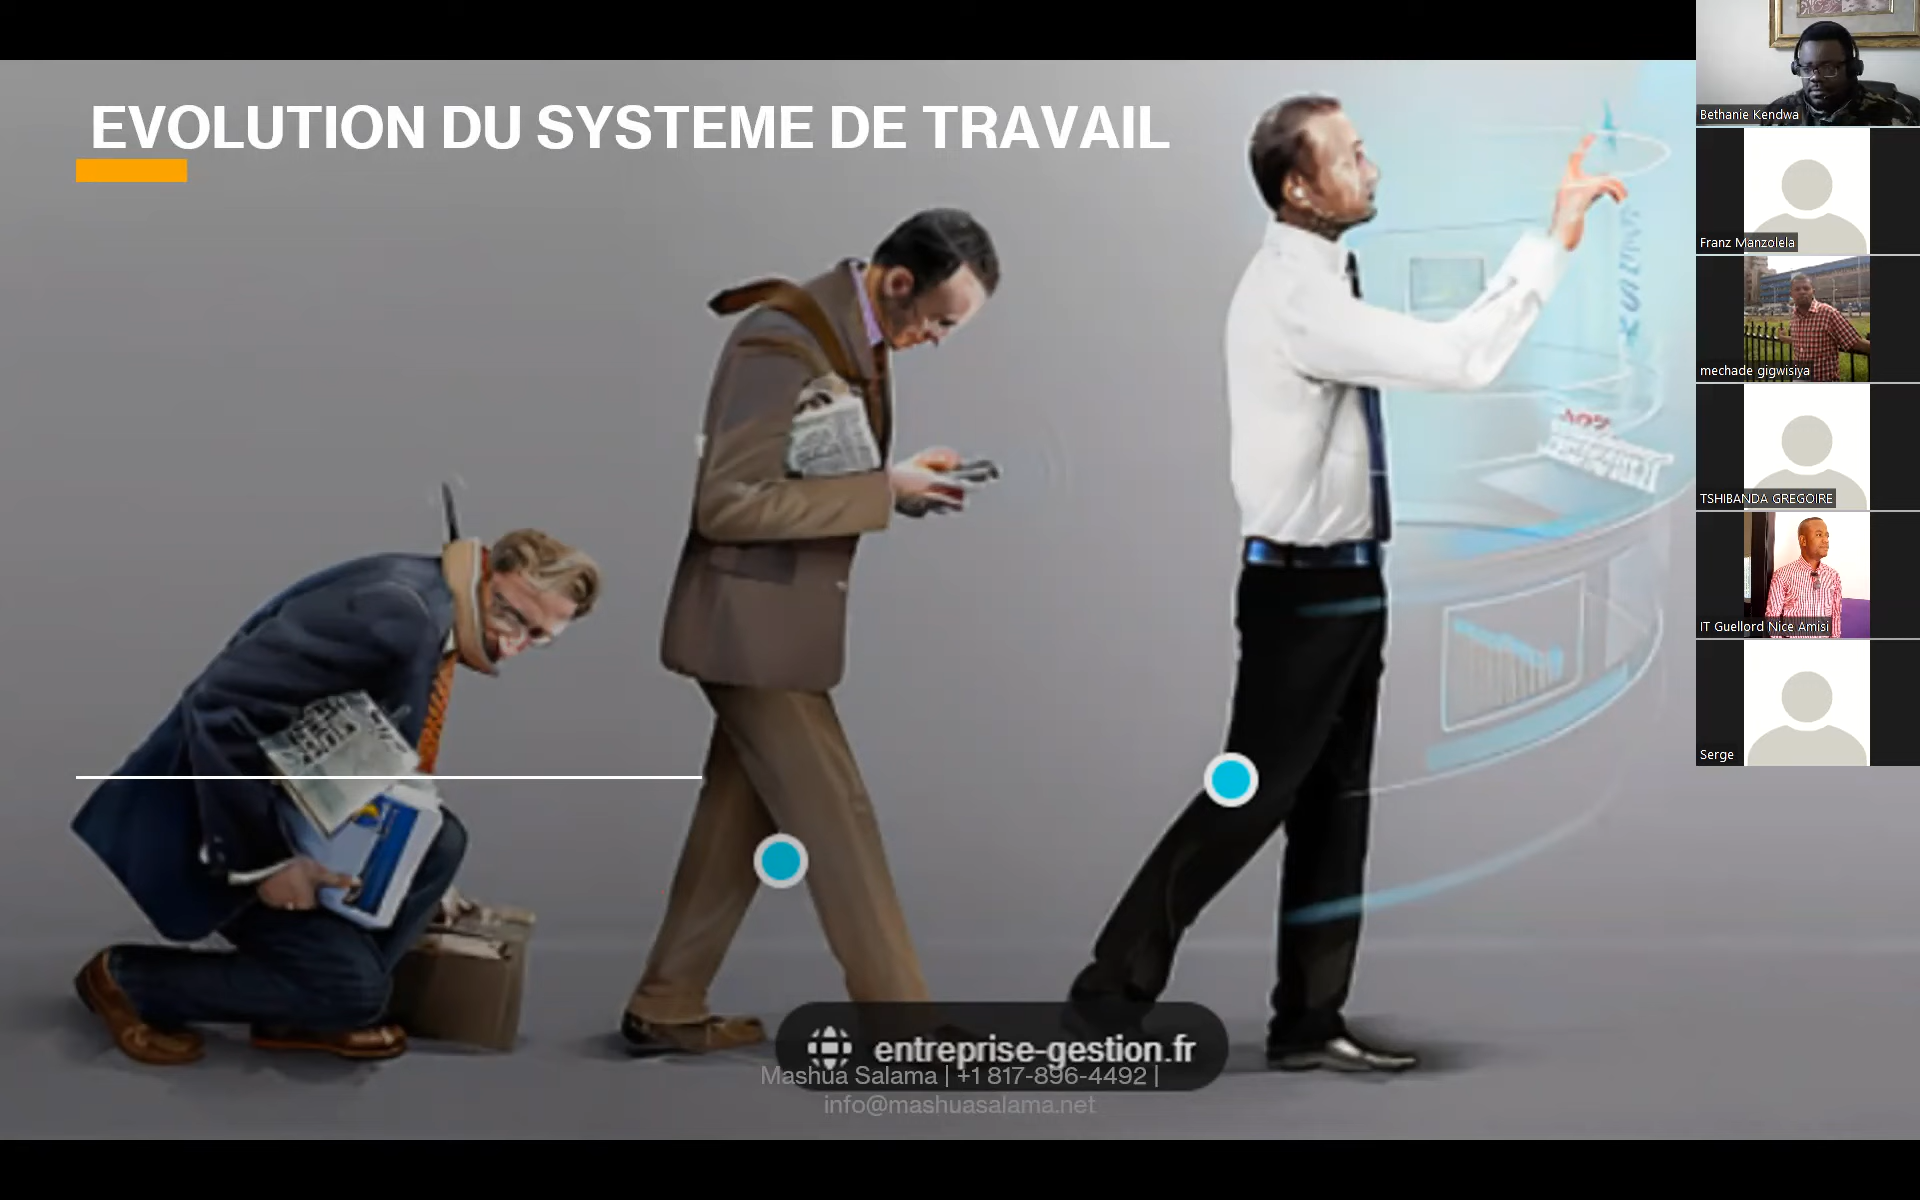 EVOLUTION DU SYSTEME DE TRAVAIL
entreprise-gestion.fr
Mashua Salama | +1 817-896-4492 |
info@mashuasalama.net
Bethanie Kendwa
Franz Manzolela
mechade gigwisiya
TSHIBANDA GREGOIRE
IT Guellord Nice Amisi
Serge